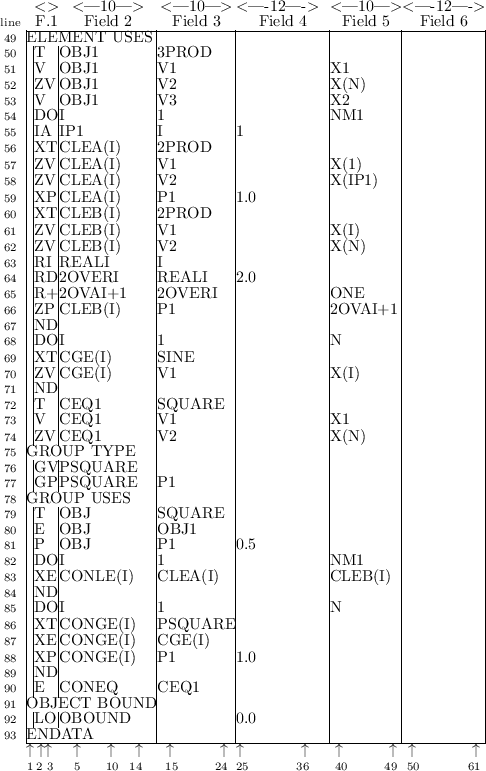 <> <—10—> <—10—> <—-12—-> <—10—> <—-12—->
line F.1 Field 2 Field 3 Field 4 Field 5 Field 6
49 ELEMENT USES
50 T OBJ1 3PROD
51 V OBJ1 V1 X1
52 ZV OBJ1 V2 X(N)
53 V OBJ1 V3 X2
54 DO I 1 NM1
55 IA IP1 I 1
56 XT CLEA(I) 2PROD
57 ZV CLEA(I) V1 X(1)
58 ZV CLEA(I) V2 X(IP1)
59 XP CLEA(I) P1 1.0
60 XT CLEB(I) 2PROD
61 ZV CLEB(I) V1 X(I)
62 ZV CLEB(I) V2 X(N)
63 RI REALI I
64 RD 2OVERI REALI 2.0
65 R+ 2OVAI+1 2OVERI ONE
66 ZP CLEB(I) P1 2OVAI+1
67 ND
68 DO I 1 N
69 XT CGE(I) SINE
70 ZV CGE(I) V1 X(I)
71 ND
72 T CEQ1 SQUARE
73 V CEQ1 V1 X1
74 ZV CEQ1 V2 X(N)
75 GROUP TYPE
76 GV PSQUARE
77 GP PSQUARE P1
78 GROUP USES
79 T OBJ SQUARE
80 E OBJ OBJ1
81 P OBJ P1 0.5
82 DO I 1 NM1
83 XE CONLE(I) CLEA(I) CLEB(I)
84 ND
85 DO I 1 N
86 XT CONGE(I) PSQUARE
87 XE CONGE(I) CGE(I)
88 XP CONGE(I) P1 1.0
89 ND
90 E CONEQ CEQ1
91 OBJECT BOUND
92 LO OBOUND 0.0
93 ENDATA
↑ ↑ ↑ ↑ ↑ ↑ ↑ ↑ ↑ ↑ ↑ ↑ ↑ ↑
1 2 3 5 10 14 15 24 25 36 40 49 50 61